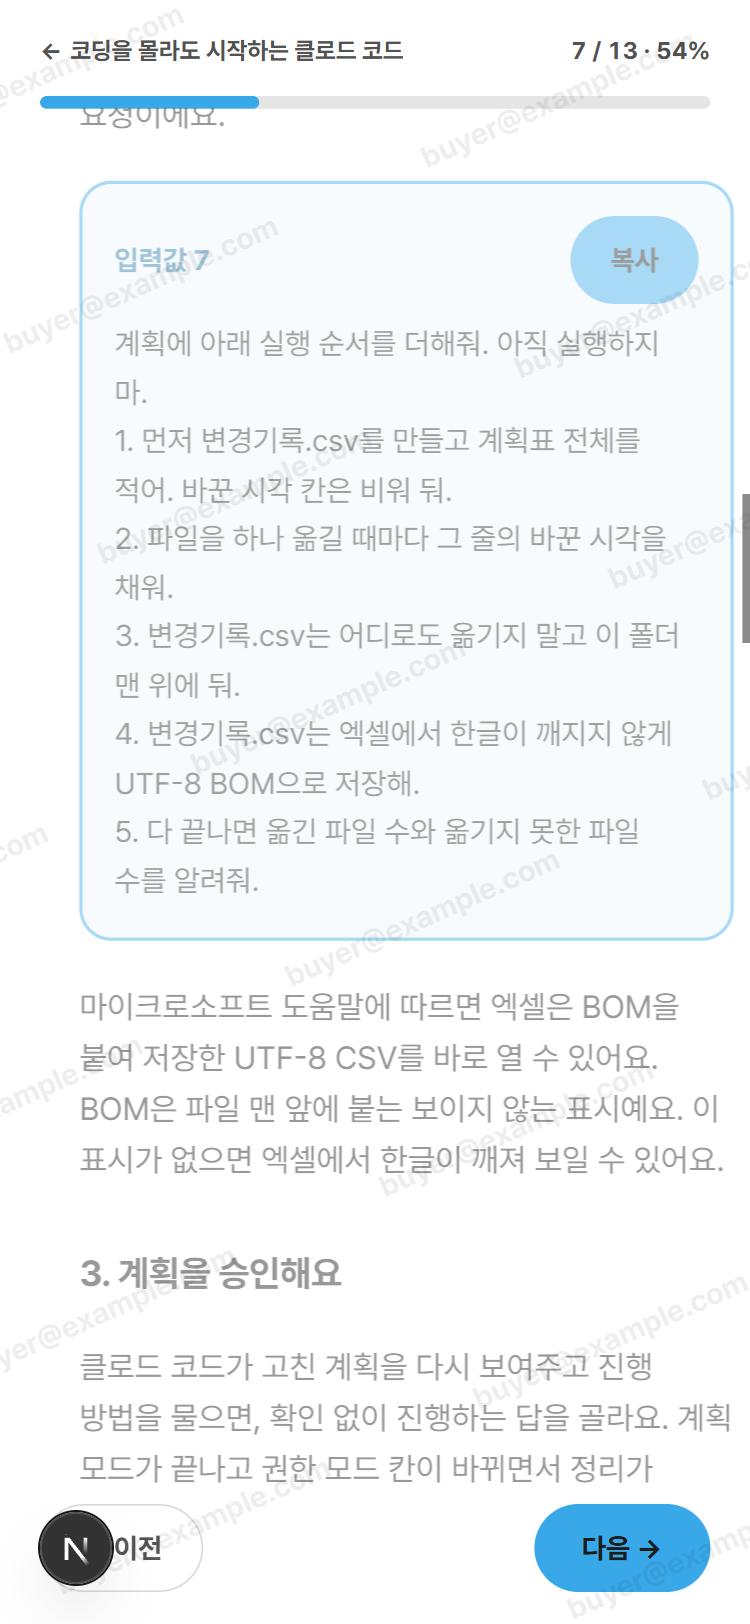 ← 코딩을 몰라도 시작하는 클로드 코드
7 / 13 · 54%
요청이에요.
입력값 7
복사
계획에 아래 실행 순서를 더해줘. 아직 실행하지
마.
1. 먼저 변경기록.csv를 만들고 계획표 전체를
적어. 바꾼 시각 칸은 비워 둬.
2. 파일을 하나 옮길 때마다 그 줄의 바꾼 시각을
채워.
3. 변경기록.csv는 어디로도 옮기지 말고 이 폴더
맨 위에 둬.
4. 변경기록.csv는 엑셀에서 한글이 깨지지 않게
UTF-8 BOM으로 저장해.
5. 다 끝나면 옮긴 파일 수와 옮기지 못한 파일
수를 알려줘.
마이크로소프트 도움말에 따르면 엑셀은 BOM을
붙여 저장한 UTF-8 CSV를 바로 열 수 있어요.
BOM은 파일 맨 앞에 붙는 보이지 않는 표시예요. 이
표시가 없으면 엑셀에서 한글이 깨져 보일 수 있어요.
3. 계획을 승인해요
클로드 코드가 고친 계획을 다시 보여주고 진행
방법을 물으면, 확인 없이 진행하는 답을 골라요. 계획
모드가 끝나고 권한 모드 칸이 바뀌면서 정리가
N
이전
다음 →
buyer@example.com